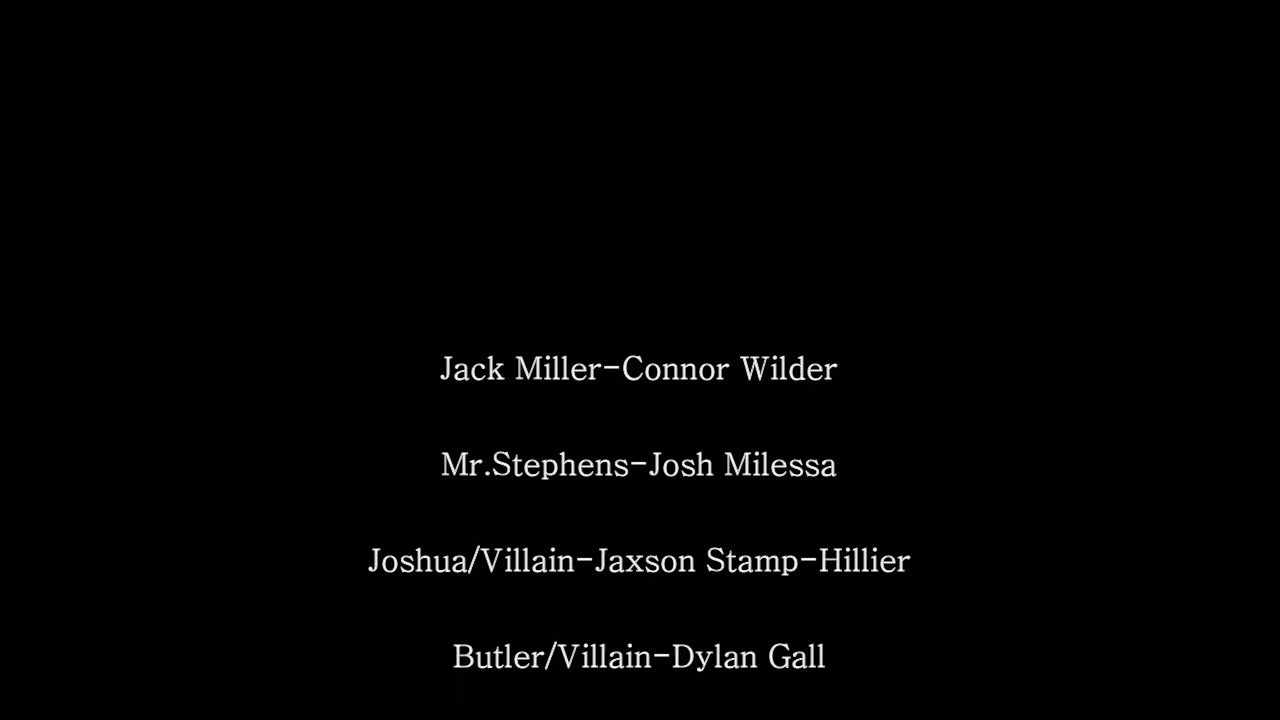 Jack Miller-Connor Wilder
Mr.Stephens-Josh Milessa
Joshua/Villain-Jaxson Stamp-Hillier
Butler/Villain-Dylan Gall